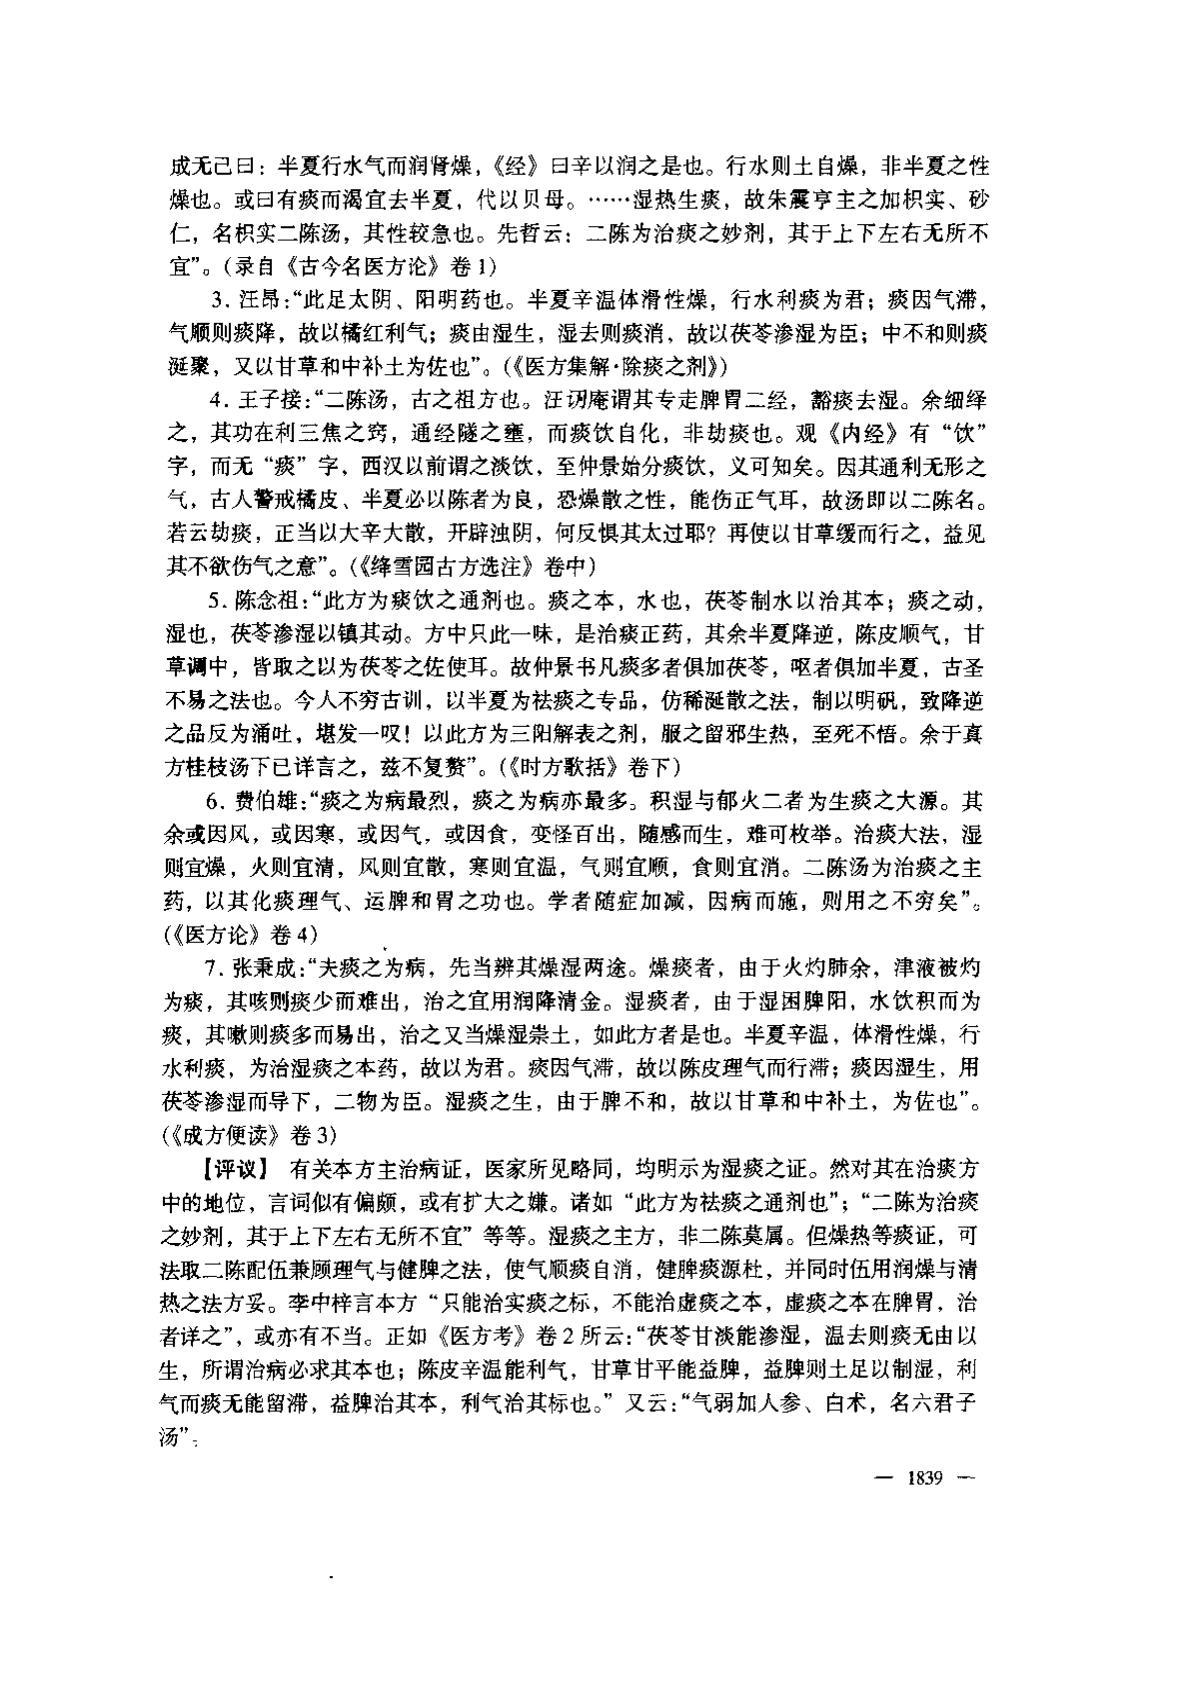 成无己曰：半夏行水气而润肾燥，《经》曰辛以润之是也。行水则土自燥，非半夏之性
燥也。或曰有痰而渴宜去半夏，代以贝母。……湿热生痰，故朱震亨主之加枳实、砂
仁，名枳实二陈汤，其性较急也。先哲云：二陈为治痰之妙剂，其于上下左右无所不
宜”。（录自《古今名医方论》卷1）
3．汪昂：“此足太阴、阳明药也。半夏辛温体滑性燥，行水利痰为君；痰因气滞，
气顺则痰降，故以橘红利气；痰由湿生，湿去则痰消，故以茯苓渗湿为臣；中不和则痰
涎聚，又以甘草和中补土为佐也”。（《医方集解·除痰之剂》）
4．王子接：“二陈汤，古之祖方也。汪讱庵谓其专走脾胃二经，豁痰去湿。余细绎
之，其功在利三焦之窍，通经隧之壅，而痰饮自化，非劫痰也。观《内经》有“饮”
字，而无“痰”字，西汉以前谓之淡饮，至仲景始分痰饮，义可知矣。因其通利无形之
气，古人警戒橘皮、半夏必以陈者为良，恐燥散之性，能伤正气耳，故汤即以二陈名。
若云劫痰，正当以大辛大散，开辟浊阴，何反惧其太过耶？再使以甘草缓而行之，益见
其不欲伤气之意”。（《绛雪园古方选注》卷中）
5．陈念祖：“此方为痰饮之通剂也。痰之本，水也，茯苓制水以治其本；痰之动，
湿也，茯苓渗湿以镇其动。方中只此一味，是治痰正药，其余半夏降逆，陈皮顺气，甘
草调中，皆取之以为茯苓之佐使耳。故仲景书凡痰多者俱加茯苓，呕者俱加半夏，古圣
不易之法也。今人不穷古训，以半夏为祛痰之专品，仿稀涎散之法，制以明矾，致降逆
之品反为涌吐，堪发一叹！以此方为三阳解表之剂，服之留邪生热，至死不悟。余于真
方桂枝汤下已详言之，兹不复赘”。（《时方歌括》卷下）
6．费伯雄：“痰之为病最烈，痰之为病亦最多。积湿与郁火二者为生痰之大源。其
余或因风，或因寒，或因气，或因食，变怪百出，随感而生，难可枚举。治痰大法，湿
则宜燥，火则宜清，风则宜散，寒则宜温，气则宜顺，食则宜消。二陈汤为治痰之主
药，以其化痰理气、运脾和胃之功也。学者随症加减，因病而施，则用之不穷矣”。
（《医方论》卷4）
7．张秉成：“夫痰之为病，先当辨其燥湿两途。燥痰者，由于火灼肺余，津液被灼
为痰，其咳则痰少而难出，治之宜用润降清金。湿痰者，由于湿困脾阳，水饮积而为
痰，其嗽则痰多而易出，治之又当燥湿崇土，如此方者是也。半夏辛温，体滑性燥，行
水利痰，为治湿痰之本药，故以为君。痰因气滞，故以陈皮理气而行滞；痰因湿生，用
茯苓渗湿而导下，二物为臣。湿痰之生，由于脾不和，故以甘草和中补土，为佐也”。
（《成方便读》卷3）
【评议】 有关本方主治病证，医家所见略同，均明示为湿痰之证。然对其在治痰方
中的地位，言词似有偏颇，或有扩大之嫌。诸如“此方为祛痰之通剂也”；“二陈为治痰
之妙剂，其于上下左右无所不宜”等等。湿痰之主方，非二陈莫属。但燥热等痰证，可
法取二陈配伍兼顾理气与健脾之法，使气顺痰自消，健脾痰源杜，并同时伍用润燥与清
热之法方妥。李中梓言本方“只能治实痰之标，不能治虚痰之本，虚痰之本在脾胃，治
者详之”，或亦有不当。正如《医方考》卷2所云：“茯苓甘淡能渗湿，温去则痰无由以
生，所谓治病必求其本也；陈皮辛温能利气，甘草甘平能益脾，益脾则土足以制湿，利
气而痰无能留滞，益脾治其本，利气治其标也。”又云：“气弱加人参、白术，名六君子
汤”。
— 1839 —